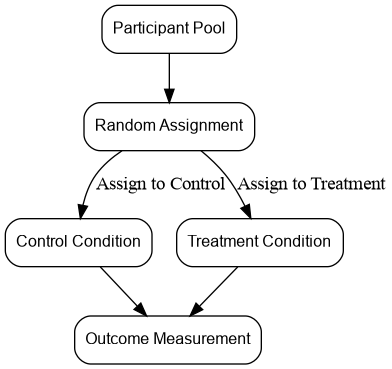 Participant Pool
Random Assignment
Assign to Control
Assign to Treatment
Control Condition
Treatment Condition
Outcome Measurement